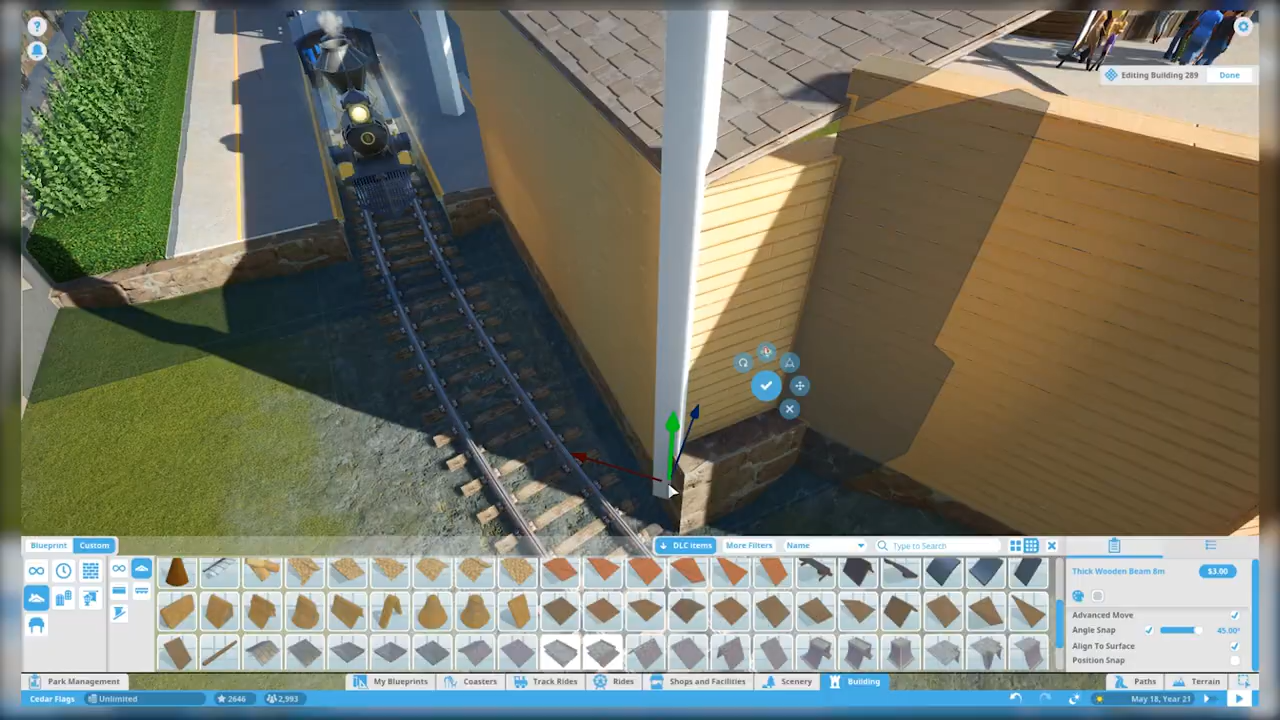 Editing Building 289
Done
Blueprint
Custom
DLC Items
More Filters
Name
Type to Search
Thick Wooden Beam 8m
$3.00
Advanced Move
Angle Snap
45.00°
Align To Surface
Position Snap
Park Management
My Blueprints
Coasters
Track Rides
Rides
Shops and Facilities
Scenery
Building
Paths
Terrain
Cedar Flags
Unlimited
2646
2,993
May 18, Year 21